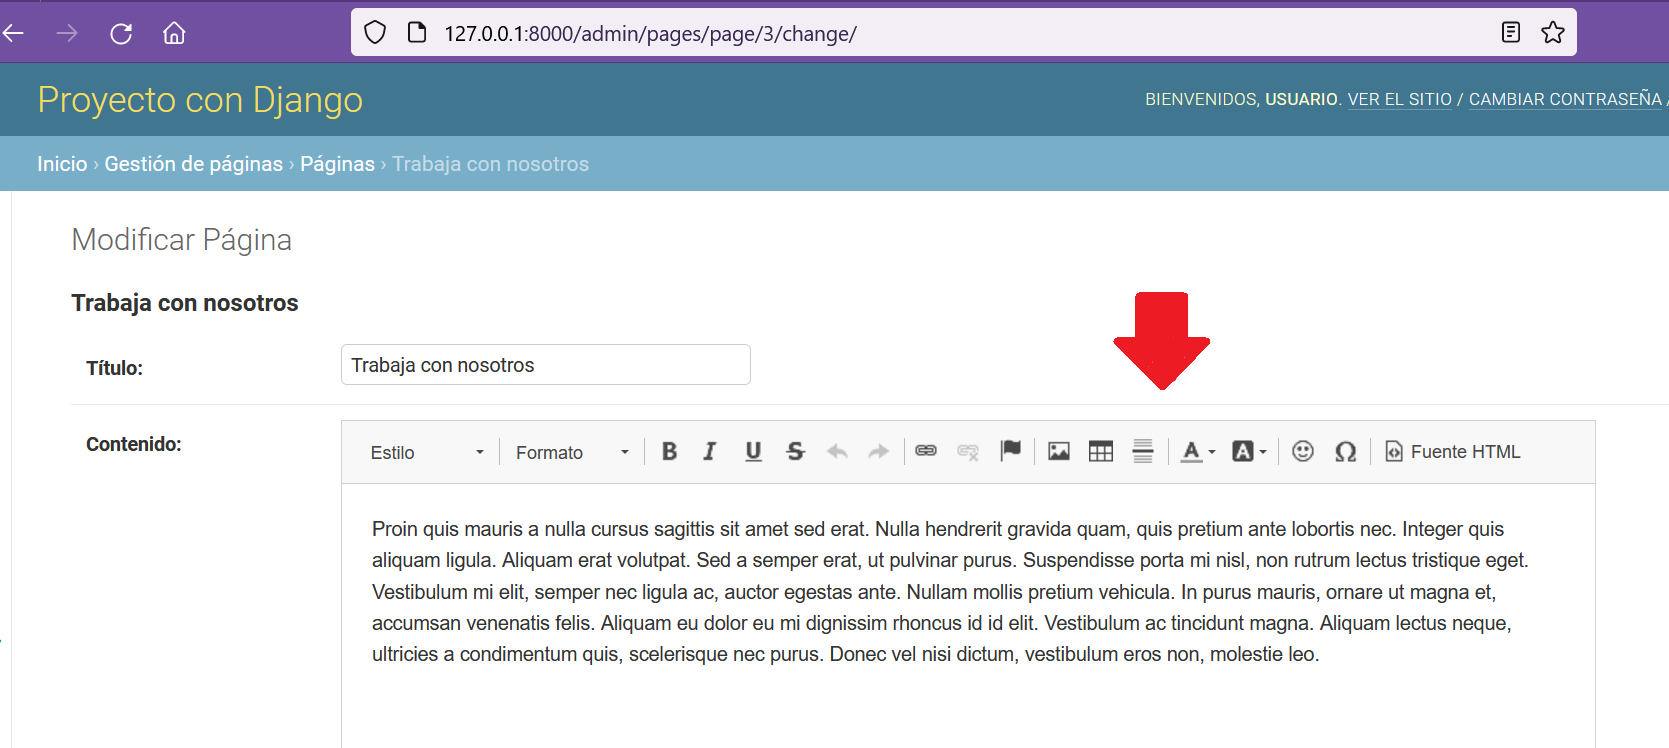 127.0.0.1:8000/admin/pages/page/3/change/
Proyecto con Django
BIENVENIDOS, USUARIO. VER EL SITIO / CAMBIAR CONTRASEÑA /
Inicio › Gestión de páginas › Páginas › Trabaja con nosotros
Modificar Página
Trabaja con nosotros
Título:
Trabaja con nosotros
Contenido:
Estilo Formato B I U S A A Ω Fuente HTML
Proin quis mauris a nulla cursus sagittis sit amet sed erat. Nulla hendrerit gravida quam, quis pretium ante lobortis nec. Integer quis
aliquam ligula. Aliquam erat volutpat. Sed a semper erat, ut pulvinar purus. Suspendisse porta mi nisl, non rutrum lectus tristique eget.
Vestibulum mi elit, semper nec ligula ac, auctor egestas ante. Nullam mollis pretium vehicula. In purus mauris, ornare ut magna et,
accumsan venenatis felis. Aliquam eu dolor eu mi dignissim rhoncus id id elit. Vestibulum ac tincidunt magna. Aliquam lectus neque,
ultricies a condimentum quis, scelerisque nec purus. Donec vel nisi dictum, vestibulum eros non, molestie leo.